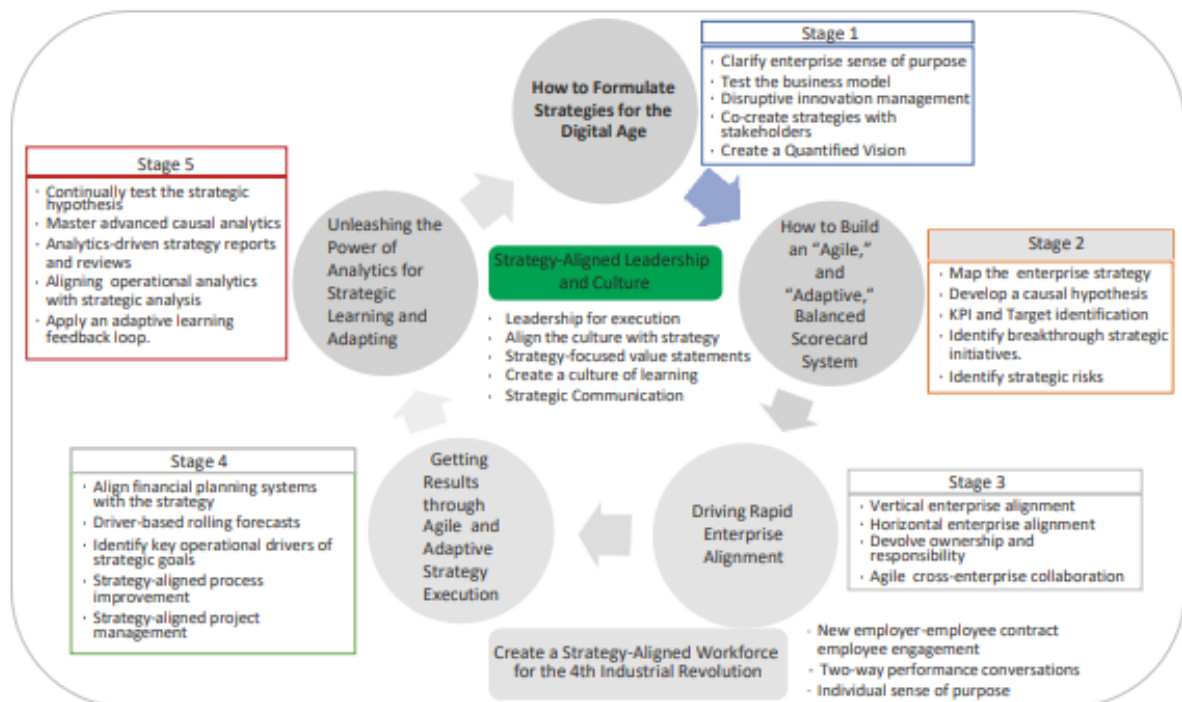 How to Formulate
Strategies for the
Digital Age
Stage 1
· Clarify enterprise sense of purpose
· Test the business model
· Disruptive innovation management
· Co-create strategies with
stakeholders
· Create a Quantified Vision
How to Build
an "Agile,"
and
"Adaptive,"
Balanced
Scorecard
System
Stage 2
· Map the enterprise strategy
· Develop a causal hypothesis
· KPI and Target identification
· Identify breakthrough strategic
initiatives.
· Identify strategic risks
Driving Rapid
Enterprise
Alignment
Stage 3
· Vertical enterprise alignment
· Horizontal enterprise alignment
· Devolve ownership and
responsibility
· Agile cross-enterprise collaboration
Getting
Results
through
Agile and
Adaptive
Strategy
Execution
Stage 4
· Align financial planning systems
with the strategy
· Driver-based rolling forecasts
· Identify key operational drivers of
strategic goals
· Strategy-aligned process
improvement
· Strategy-aligned project
management
Unleashing the
Power of
Analytics for
Strategic
Learning and
Adapting
Stage 5
· Continually test the strategic
hypothesis
· Master advanced causal analytics
· Analytics-driven strategy reports
and reviews
· Aligning operational analytics
with strategic analysis
· Apply an adaptive learning
feedback loop.
Strategy-Aligned Leadership
and Culture
· Leadership for execution
· Align the culture with strategy
· Strategy-focused value statements
· Create a culture of learning
· Strategic Communication
Create a Strategy-Aligned Workforce
for the 4th Industrial Revolution
· New employer-employee contract
employee engagement
· Two-way performance conversations
· Individual sense of purpose